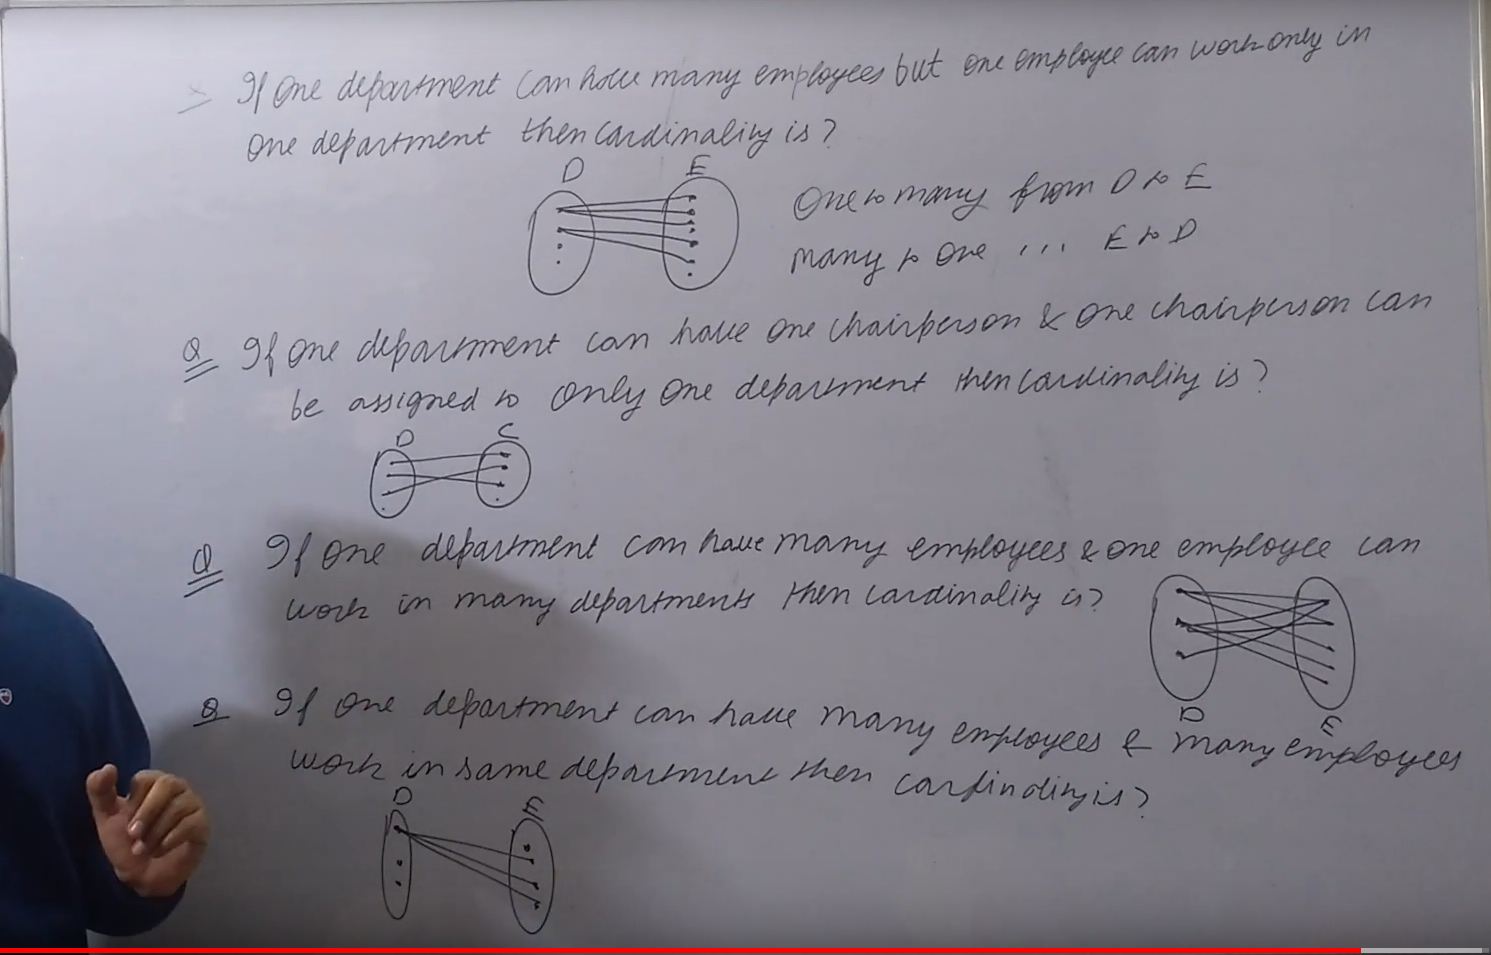 If one department can have many employees but one employee can work only in
one department then cardinality is?
D E
One to many from D to E
many to one ... E to D
Q If one department can have one chairperson & one chairperson can
be assigned to only one department then cardinality is?
D C
Q If one department can have many employees & one employee can
work in many departments then cardinality is?
D E
Q If one department can have many employees & many employees
work in same department then cardinality is?
D E